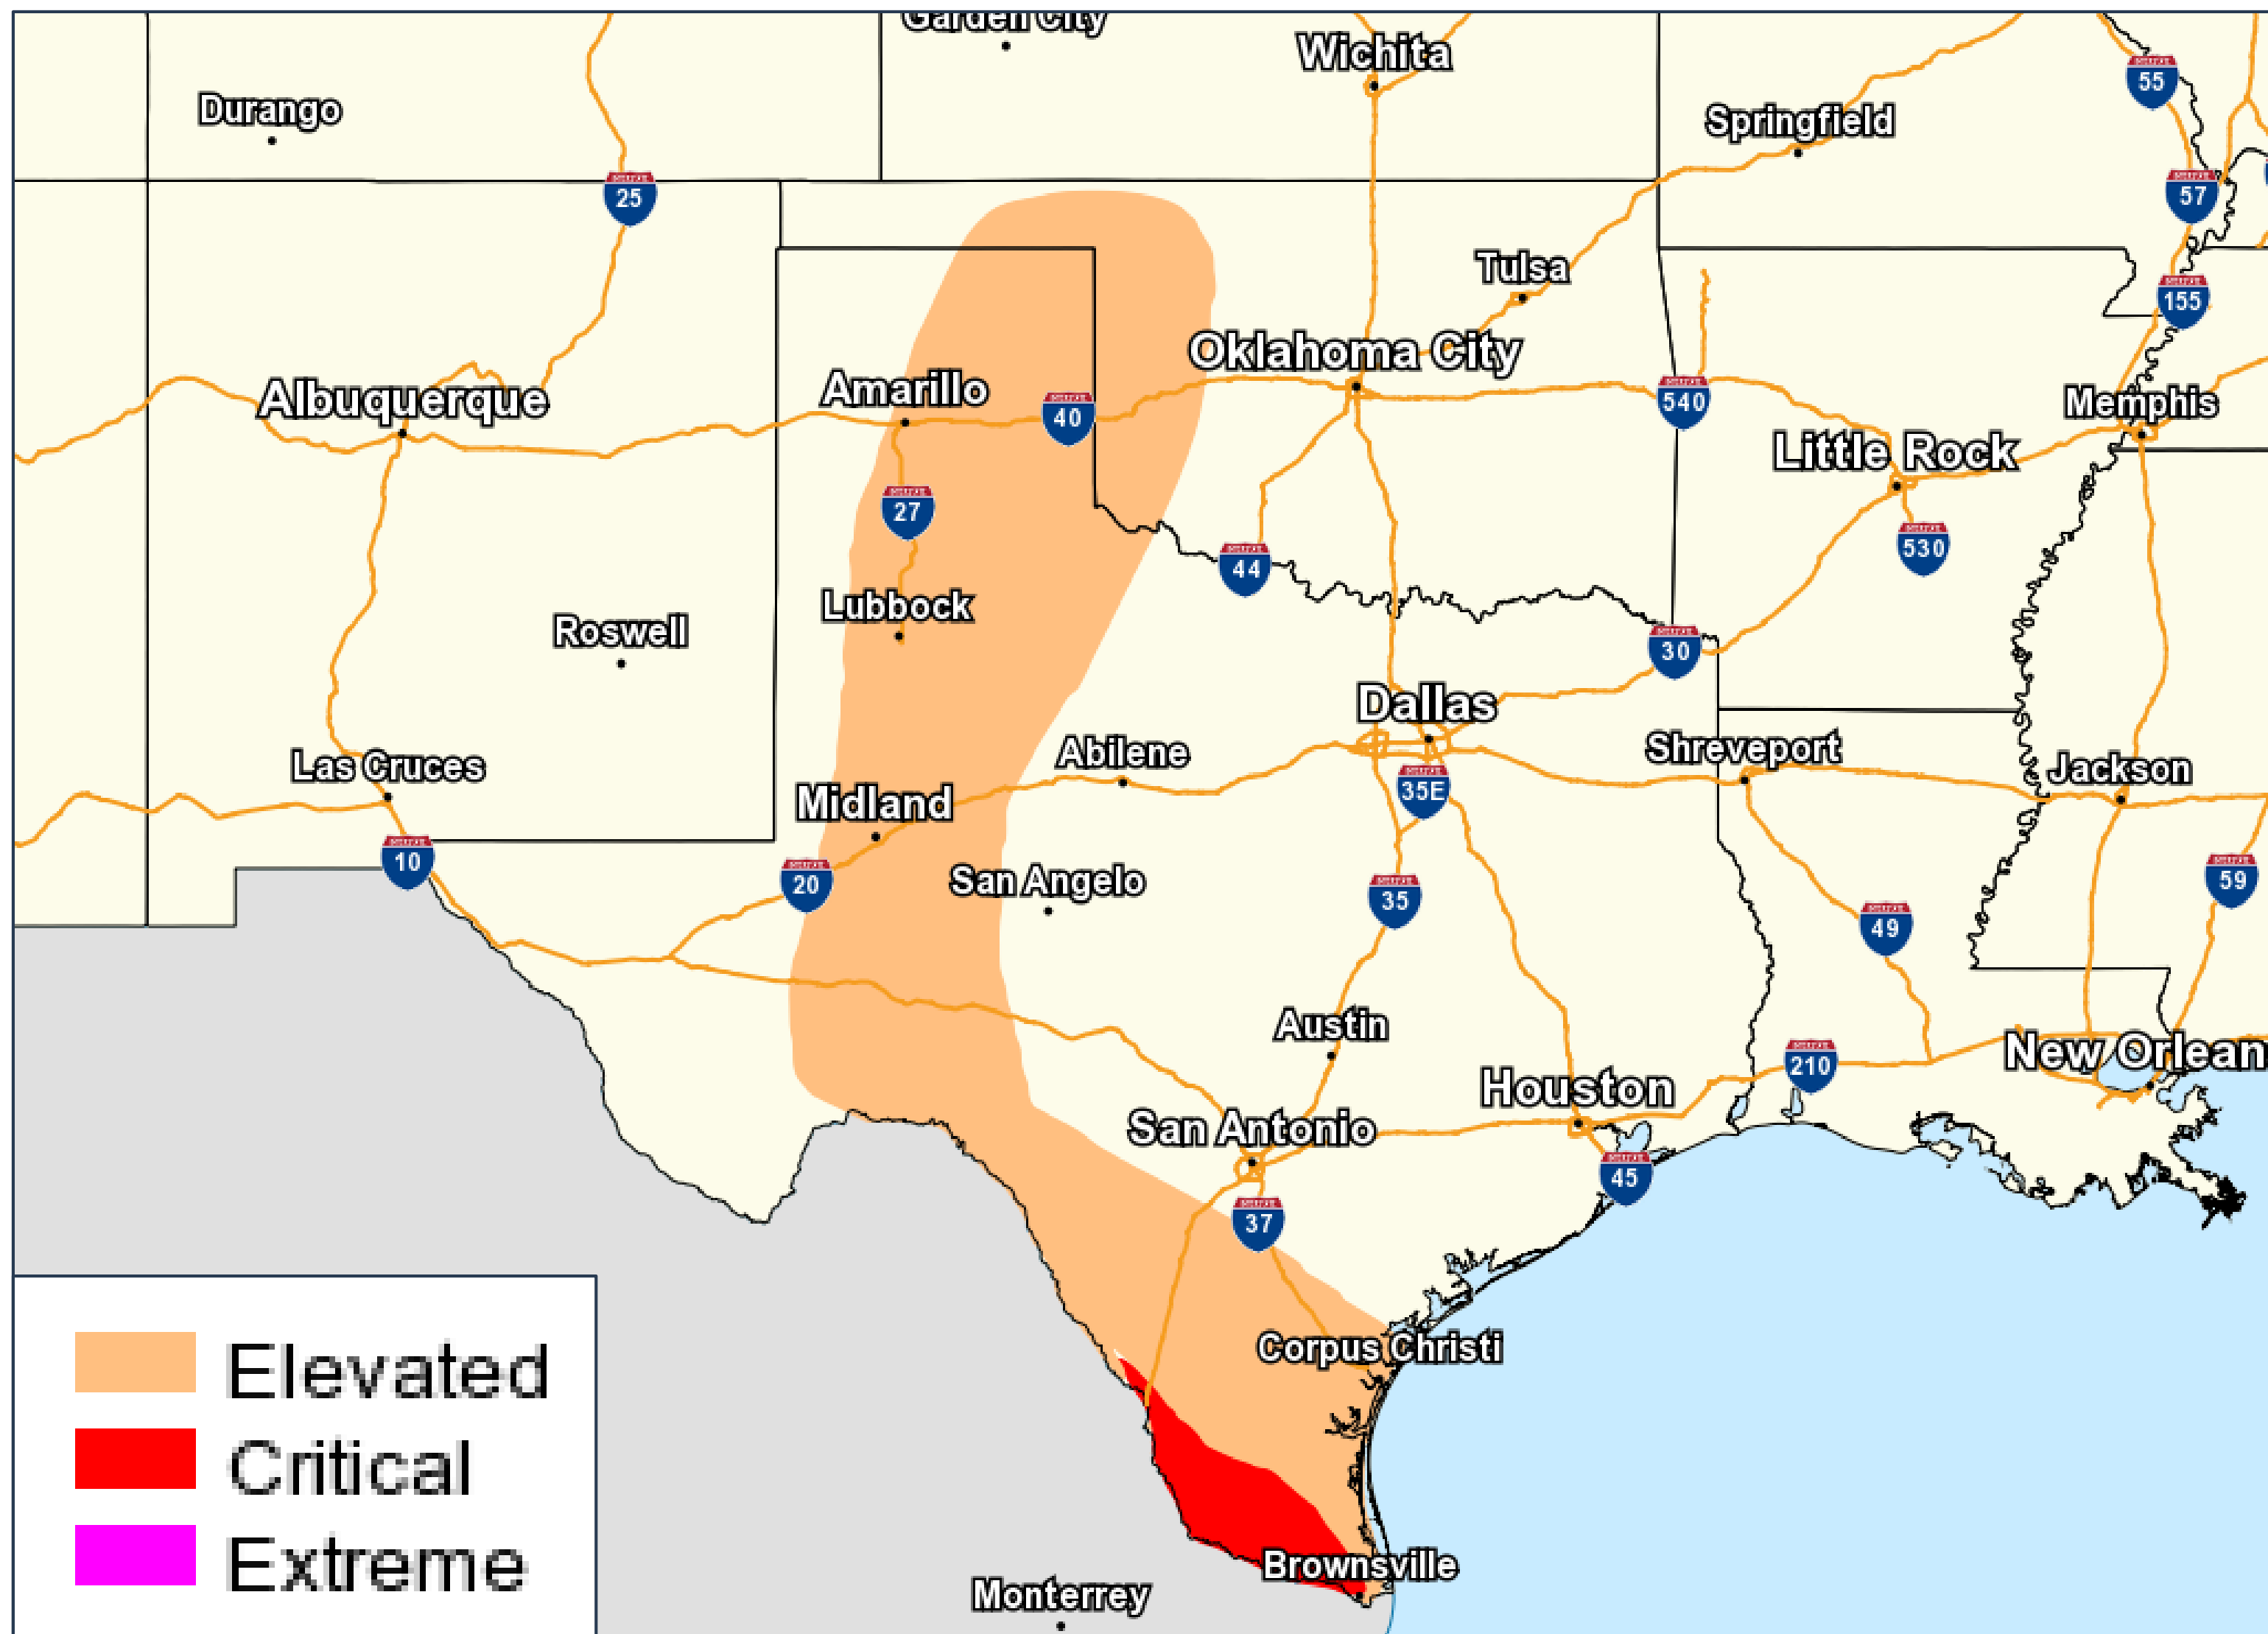 Garden City
Wichita
55
Durango
Springfield
25
57
Tulsa
155
Oklahoma City
Albuquerque
Amarillo
40
540
Memphis
Little Rock
27
530
44
Lubbock
Roswell
30
Dallas
Abilene
Shreveport
Las Cruces
Jackson
35E
Midland
10
20
San Angelo
35
59
49
Austin
New Orlean
210
Houston
San Antonio
45
37
Corpus Christi
Elevated
Critical
Extreme
Brownsville
Monterrey